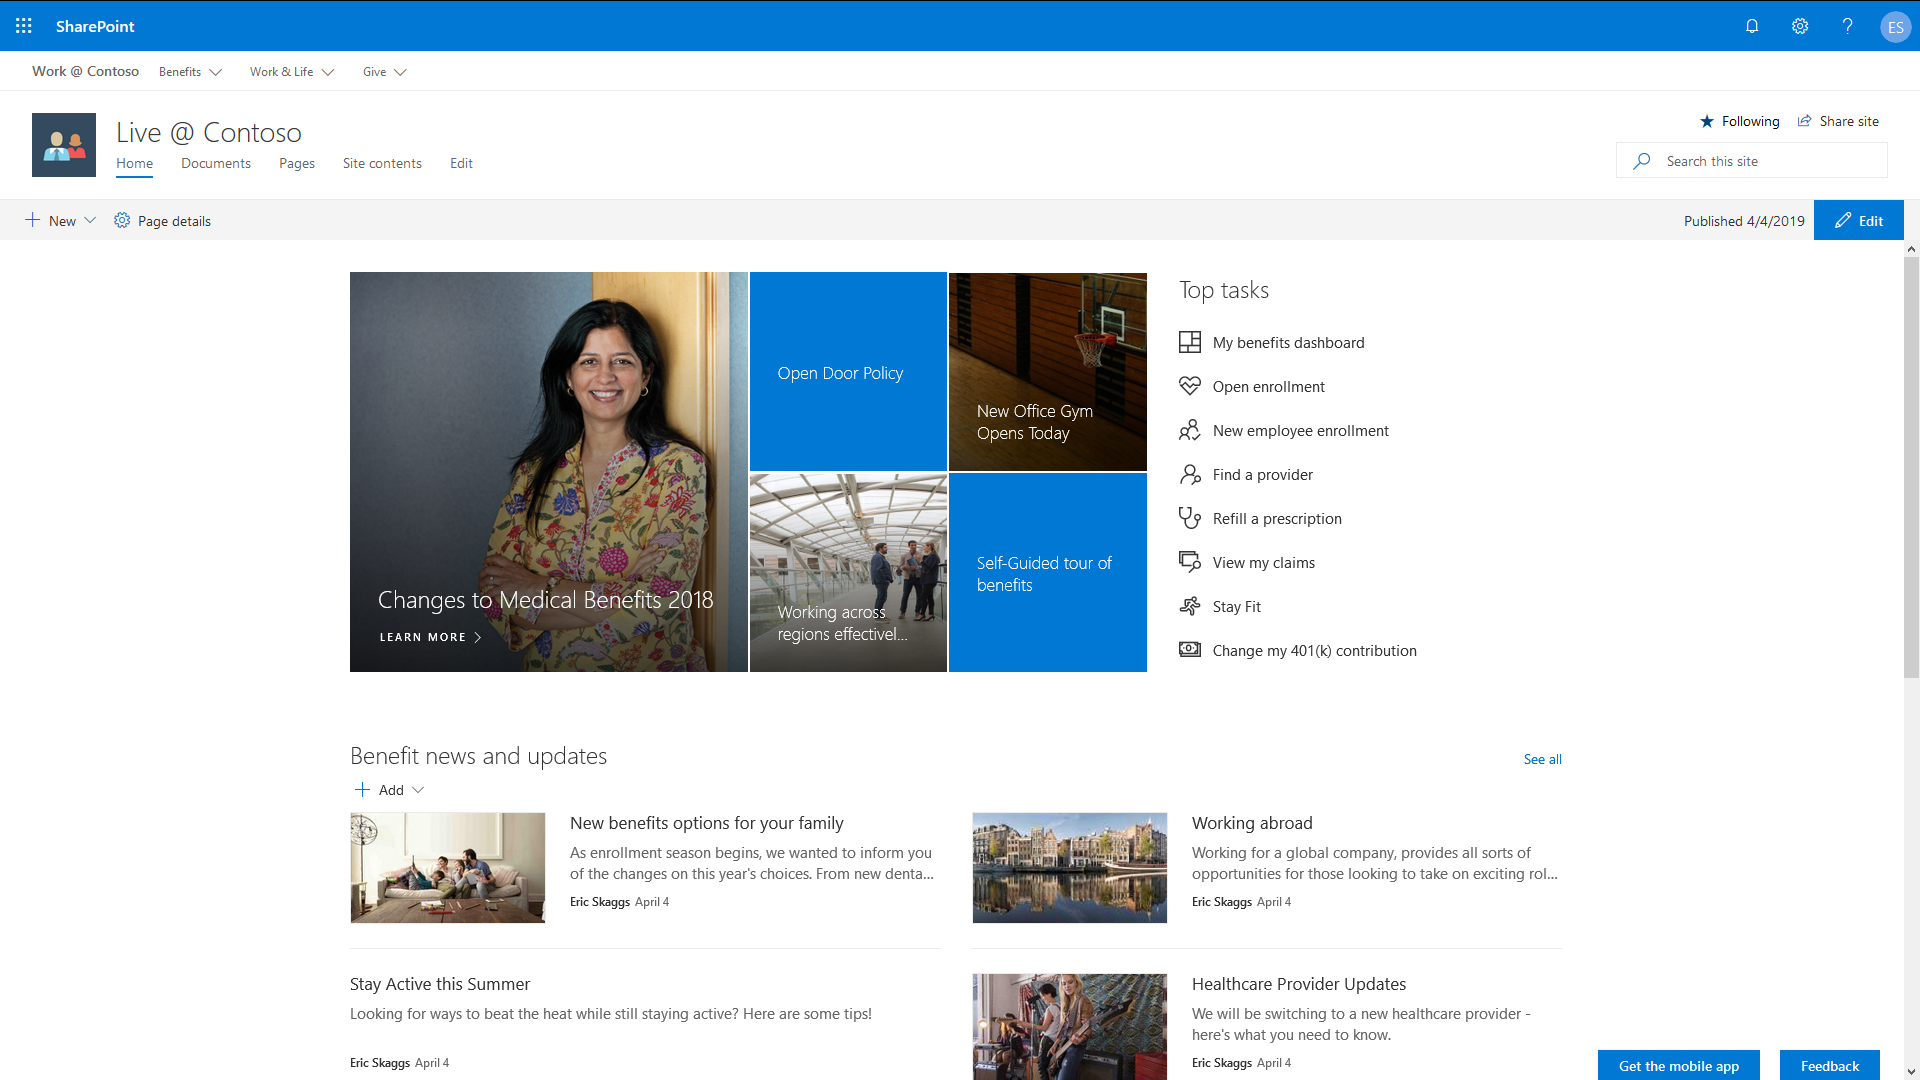 SharePoint
ES
Work @ Contoso
Benefits
Work & Life
Give
Live @ Contoso
Following
Share site
Home
Documents
Pages
Site contents
Edit
Search this site
New
Page details
Published 4/4/2019
Edit
Changes to Medical Benefits 2018
LEARN MORE
Open Door Policy
New Office Gym
Opens Today
Working across
regions effectivel...
Self-Guided tour of
benefits
Top tasks
My benefits dashboard
Open enrollment
New employee enrollment
Find a provider
Refill a prescription
View my claims
Stay Fit
Change my 401(k) contribution
Benefit news and updates
See all
Add
New benefits options for your family
As enrollment season begins, we wanted to inform you
of the changes on this year's choices. From new denta...
Eric Skaggs April 4
Working abroad
Working for a global company, provides all sorts of
opportunities for those looking to take on exciting rol...
Eric Skaggs April 4
Stay Active this Summer
Looking for ways to beat the heat while still staying active? Here are some tips!
Eric Skaggs April 4
Healthcare Provider Updates
We will be switching to a new healthcare provider -
here's what you need to know.
Eric Skaggs April 4
Get the mobile app
Feedback